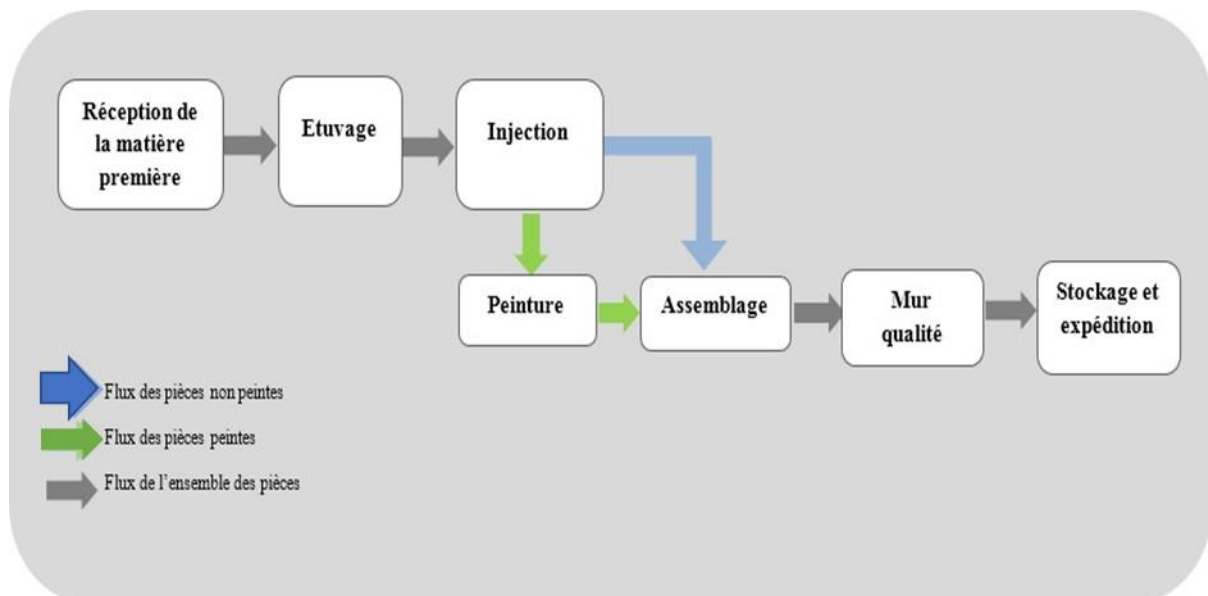 Réception de
la matière
première
Etuvage
Injection
Peinture
Assemblage
Mur
qualité
Stockage et
expédition
Flux des pièces non peintes
Flux des pièces peintes
Flux de l'ensemble des pièces